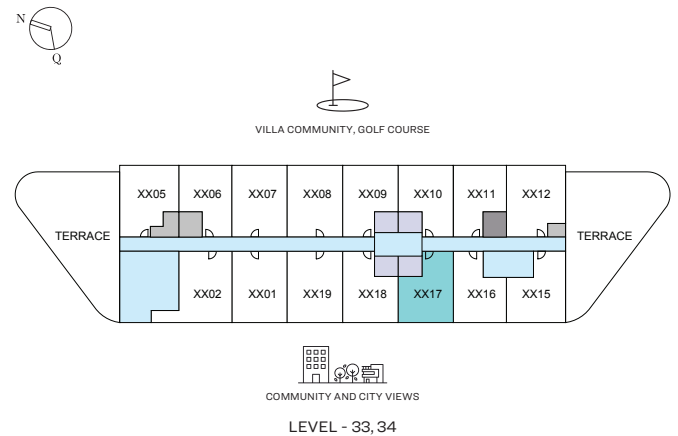 N
Q
VILLA COMMUNITY, GOLF COURSE
XX05 XX06 XX07 XX08 XX09 XX10 XX11 XX12
TERRACE TERRACE
XX02 XX01 XX19 XX18 XX17 XX16 XX15
COMMUNITY AND CITY VIEWS
LEVEL - 33, 34